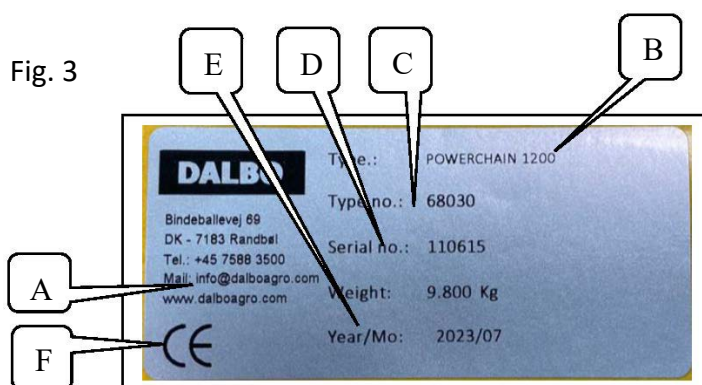 Fig. 3
E
D
C
B
DALBO
Bindeballevej 69
DK - 7183 Randbøl
Tel.: +45 7588 3500
Mail: info@dalboagro.com
www.dalboagro.com
A
F
CE
Type.: POWERCHAIN 1200
Type no.: 68030
Serial no.: 110615
Weight: 9.800 Kg
Year/Mo: 2023/07